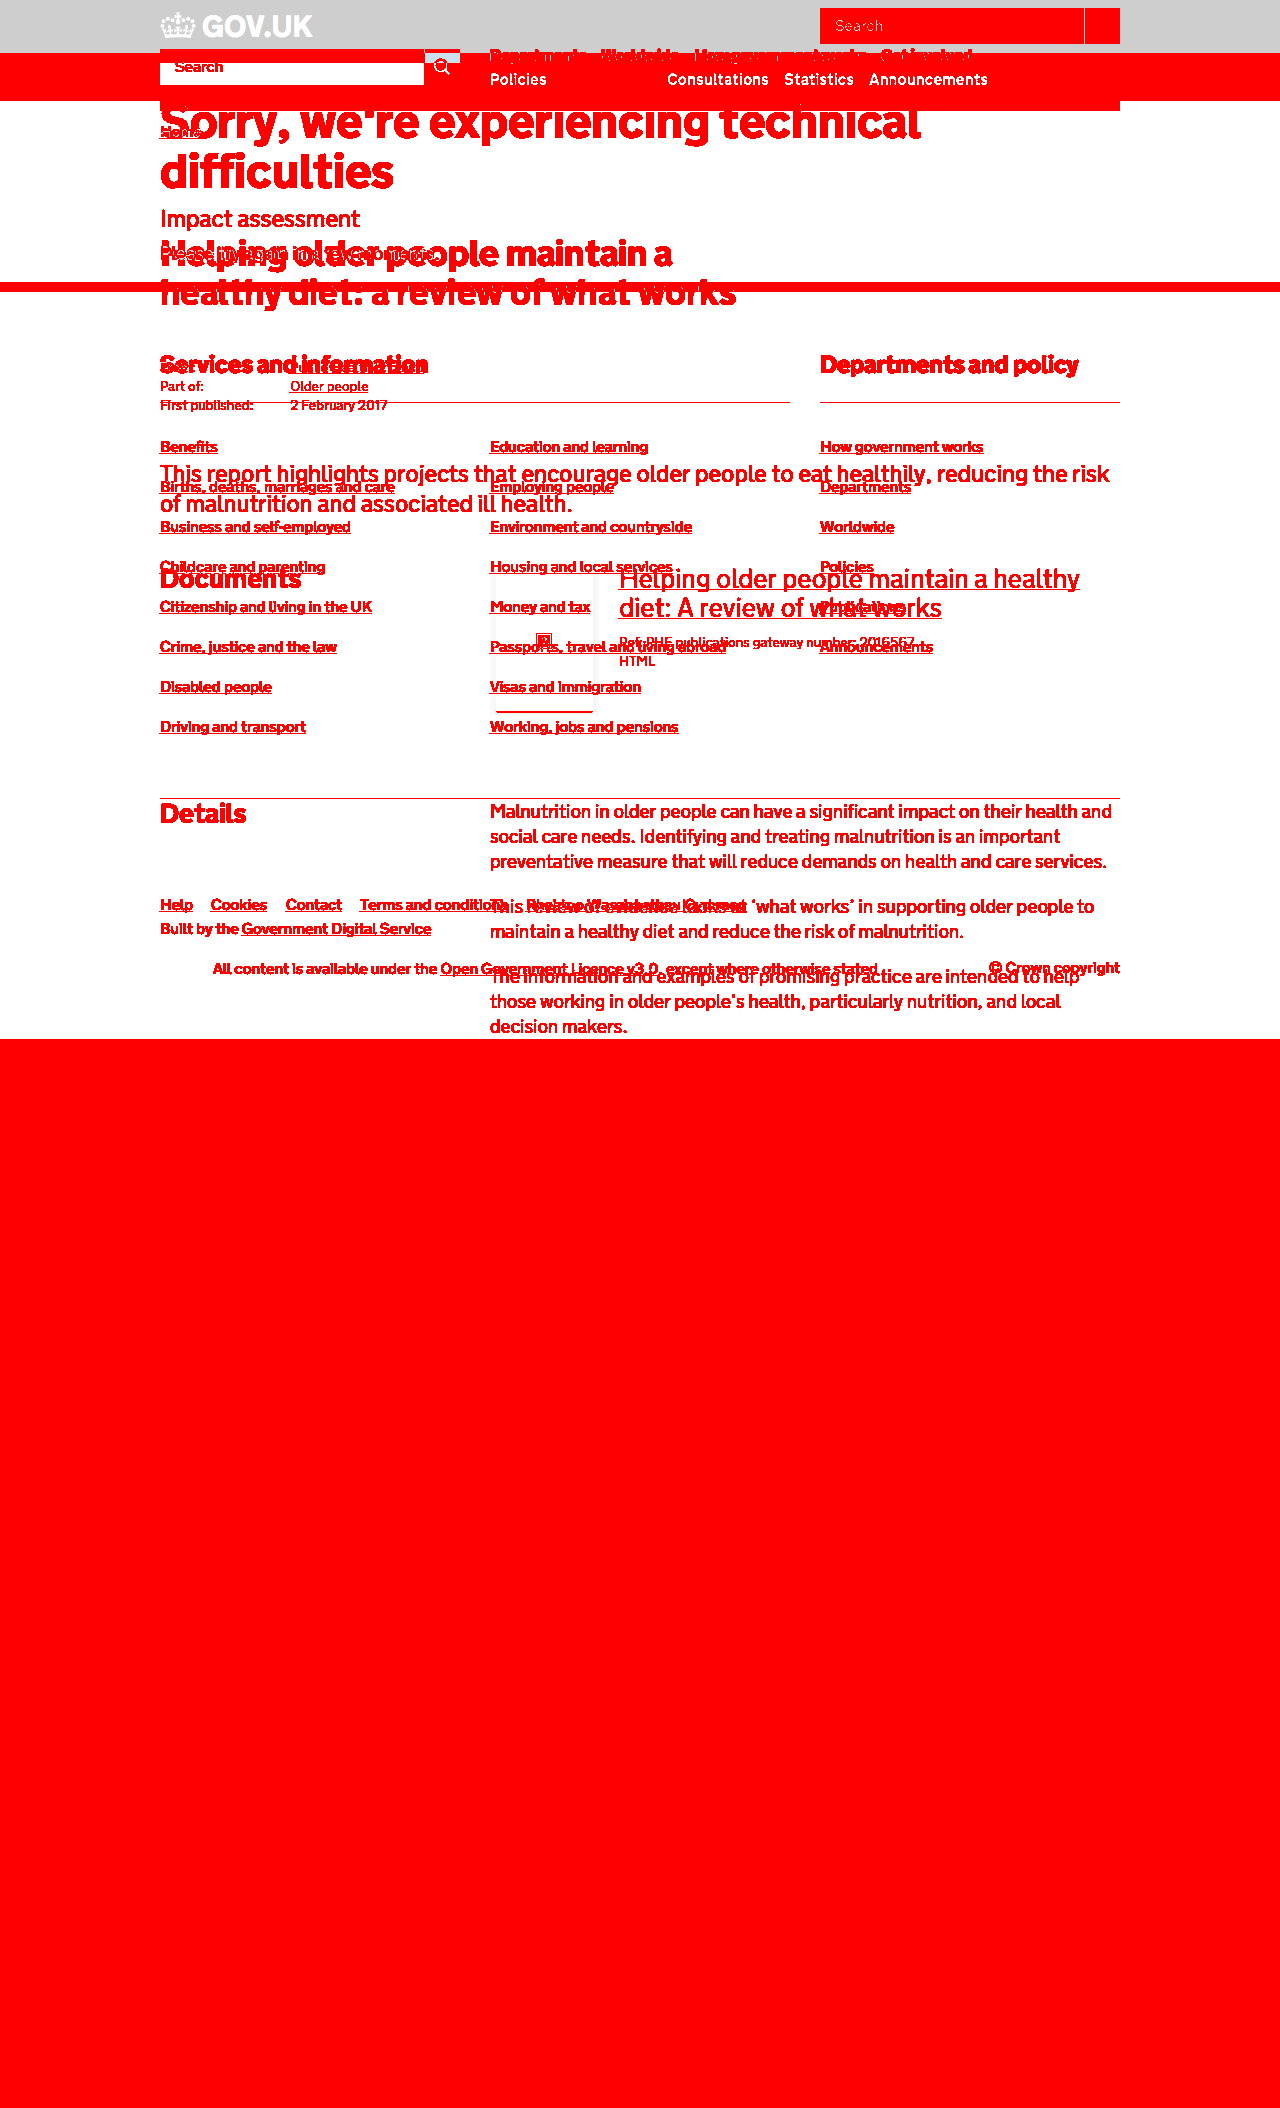 GOV.UK
Search
Search
Departments Worldwide How government works Get involved
Policies Consultations Statistics Announcements
Sorry, we're experiencing technical
Home
difficulties
Impact assessment
Please try again in a few moments.
Helping older people maintain a
healthy diet: a review of what works
Services and information
Departments and policy
Part of: Older people
First published: 2 February 2017
Benefits
Education and learning
How government works
This report highlights projects that encourage older people to eat healthily, reducing the risk
of malnutrition and associated ill health.
Births, deaths, marriages and care
Employing people
Departments
Business and self-employed
Environment and countryside
Worldwide
Childcare and parenting
Housing and local services
Policies
Documents
Helping older people maintain a healthy
diet: A review of what works
Citizenship and living in the UK
Money and tax
Publications
Ref: PHE publications gateway number: 2016567
HTML
Crime, justice and the law
Passports, travel and living abroad
Announcements
Disabled people
Visas and immigration
Driving and transport
Working, jobs and pensions
Details
Malnutrition in older people can have a significant impact on their health and
social care needs. Identifying and treating malnutrition is an important
preventative measure that will reduce demands on health and care services.
Help Cookies Contact Terms and conditions Rhestr o Wasanaethau Cymraeg
This review of evidence looks at ‘what works’ in supporting older people to
maintain a healthy diet and reduce the risk of malnutrition.
Built by the Government Digital Service
All content is available under the Open Government Licence v3.0, except where otherwise stated
© Crown copyright
The information and examples of promising practice are intended to help
those working in older people's health, particularly nutrition, and local
decision makers.